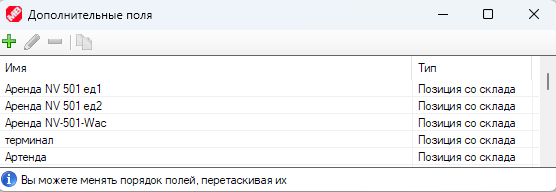 Дополнительные поля
Имя Тип
Аренда NV 501 ед1 Позиция со склада
Аренда NV 501 ед2 Позиция со склада
Аренда NV-501-Wac Позиция со склада
терминал Позиция со склада
Артенда Позиция со склада
Вы можете менять порядок полей, перетаскивая их